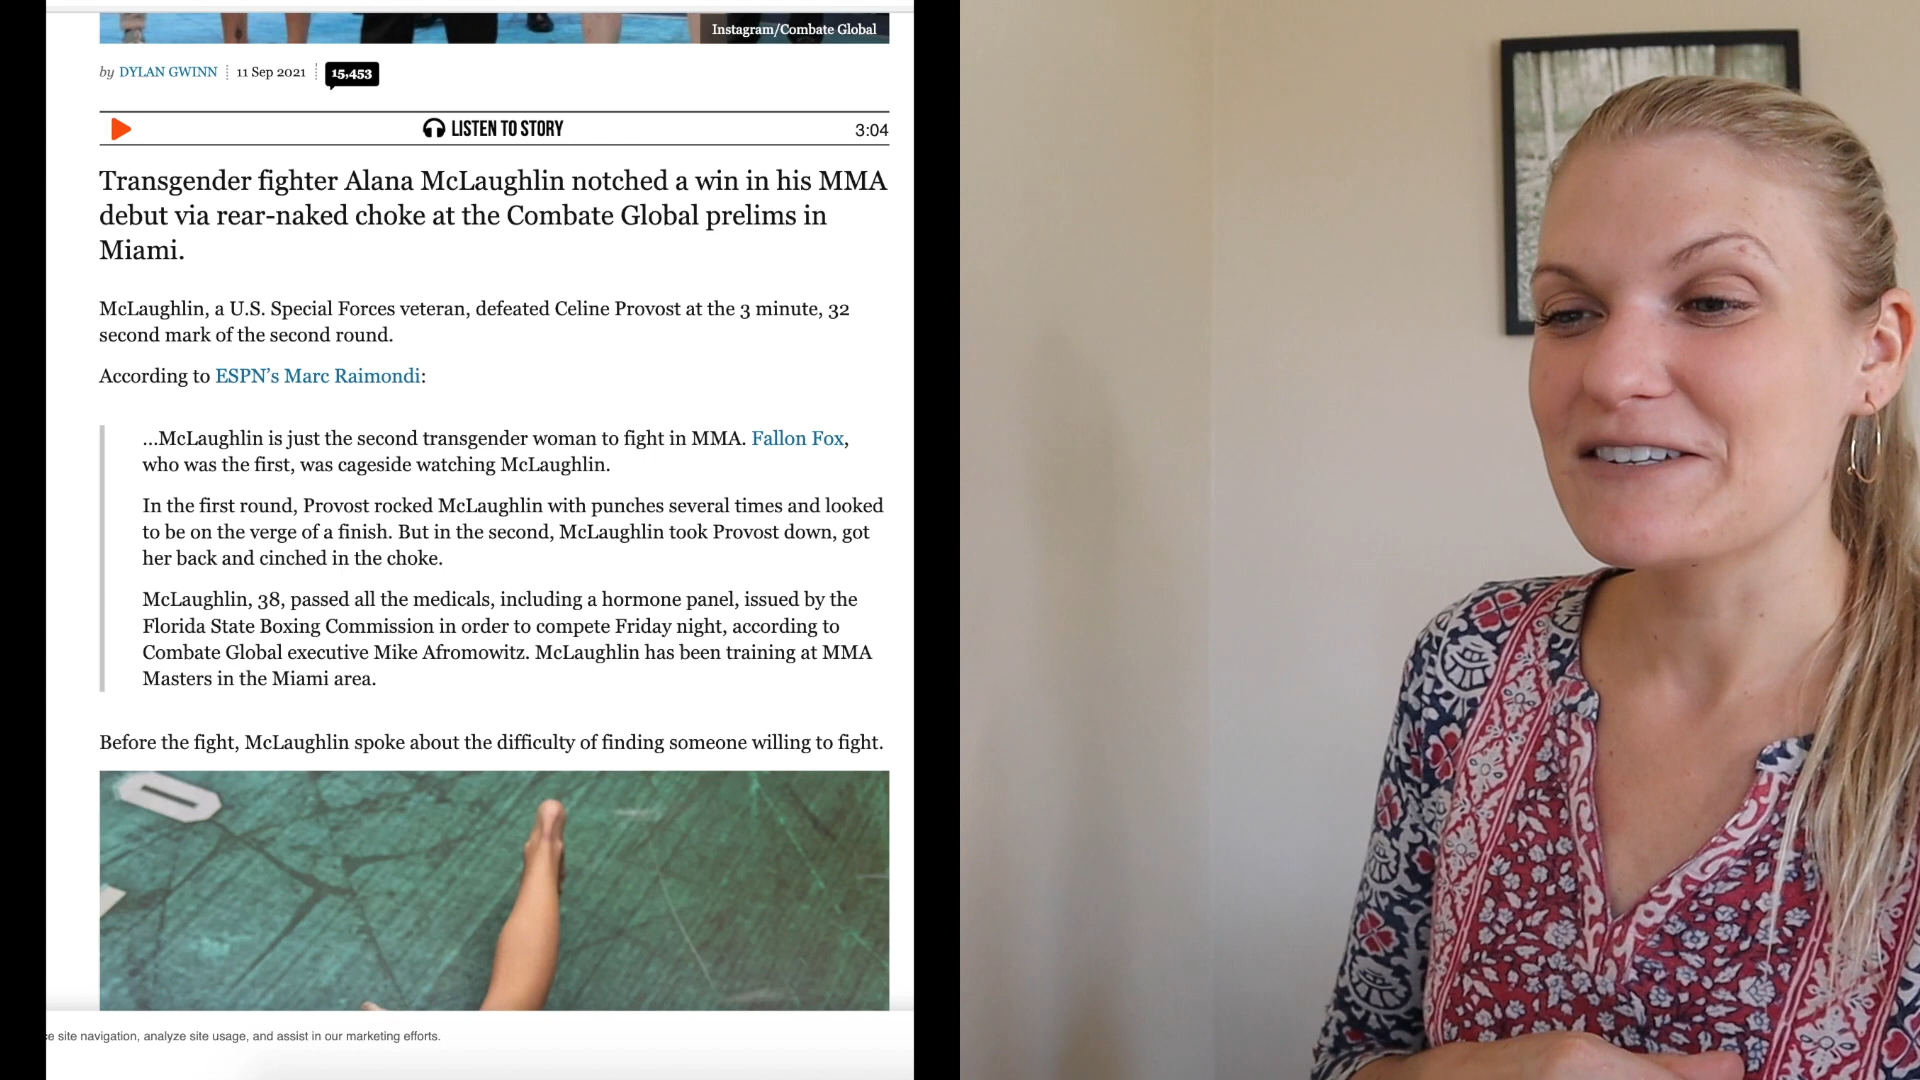 Instagram/Combate Global
by DYLAN GWINN 11 Sep 2021 15,453
LISTEN TO STORY 3:04
Transgender fighter Alana McLaughlin notched a win in his MMA
debut via rear-naked choke at the Combate Global prelims in
Miami.
McLaughlin, a U.S. Special Forces veteran, defeated Celine Provost at the 3 minute, 32
second mark of the second round.
According to ESPN’s Marc Raimondi:
...McLaughlin is just the second transgender woman to fight in MMA. Fallon Fox,
who was the first, was cageside watching McLaughlin.
In the first round, Provost rocked McLaughlin with punches several times and looked
to be on the verge of a finish. But in the second, McLaughlin took Provost down, got
her back and cinched in the choke.
McLaughlin, 38, passed all the medicals, including a hormone panel, issued by the
Florida State Boxing Commission in order to compete Friday night, according to
Combate Global executive Mike Afromowitz. McLaughlin has been training at MMA
Masters in the Miami area.
Before the fight, McLaughlin spoke about the difficulty of finding someone willing to fight.
site navigation, analyze site usage, and assist in our marketing efforts.